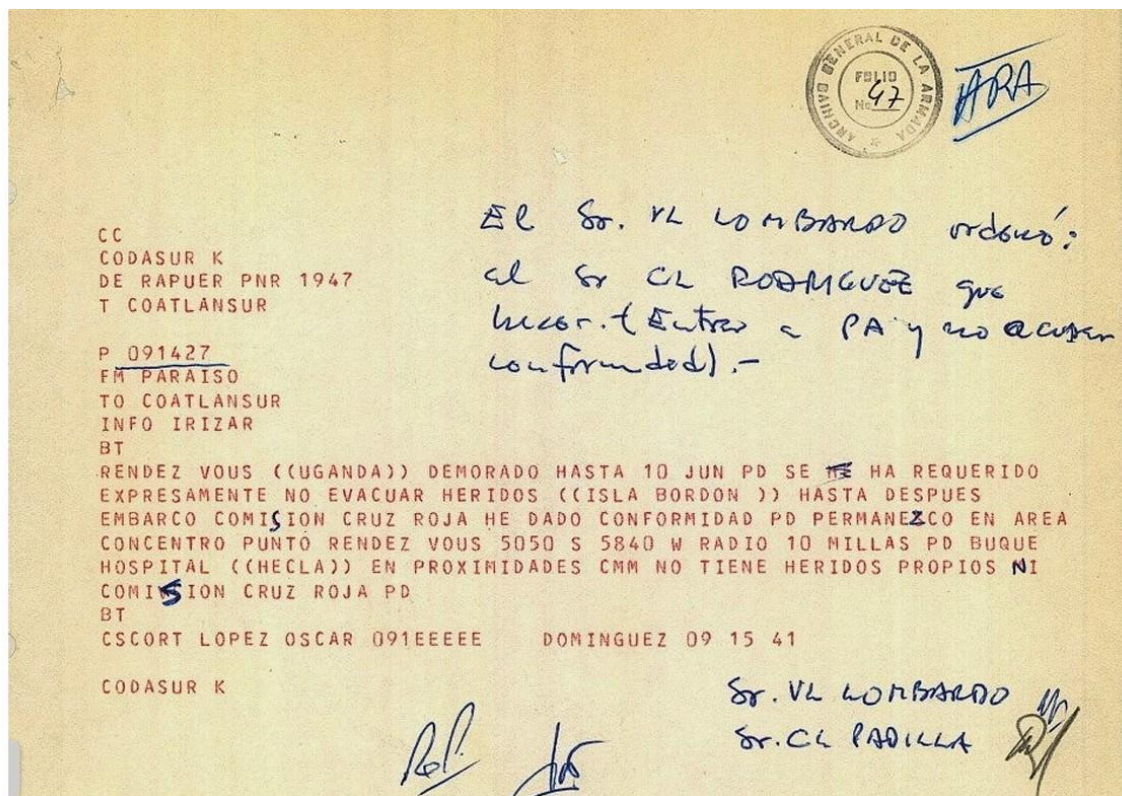 ARCHIVO GENERAL DE LA ARMADA
FOLIO
No 47
ARA
El Sr. VL LOMBARDO ordenó:
al Sr CL RODRIGUEZ que
(Entrar a PA y no
conformidad).-
CC
CODASUR K
DE RAPUER PNR 1947
T COATLANSUR
P 091427
FM PARAISO
TO COATLANSUR
INFO IRIZAR
BT
RENDEZ VOUS ((UGANDA)) DEMORADO HASTA 10 JUN PD SE HA REQUERIDO
EXPRESAMENTE NO EVACUAR HERIDOS ((ISLA BORDON )) HASTA DESPUES
EMBARCO COMISION CRUZ ROJA HE DADO CONFORMIDAD PD PERMANEZCO EN AREA
CONCENTRO PUNTO RENDEZ VOUS 5050 S 5840 W RADIO 10 MILLAS PD BUQUE
HOSPITAL ((HECLA)) EN PROXIMIDADES CMM NO TIENE HERIDOS PROPIOS NI
COMISION CRUZ ROJA PD
BT
CSCORT LOPEZ OSCAR 091EEEEE DOMINGUEZ 09 15 41
CODASUR K
Sr. VL LOMBARDO
Sr. CL PADILLA